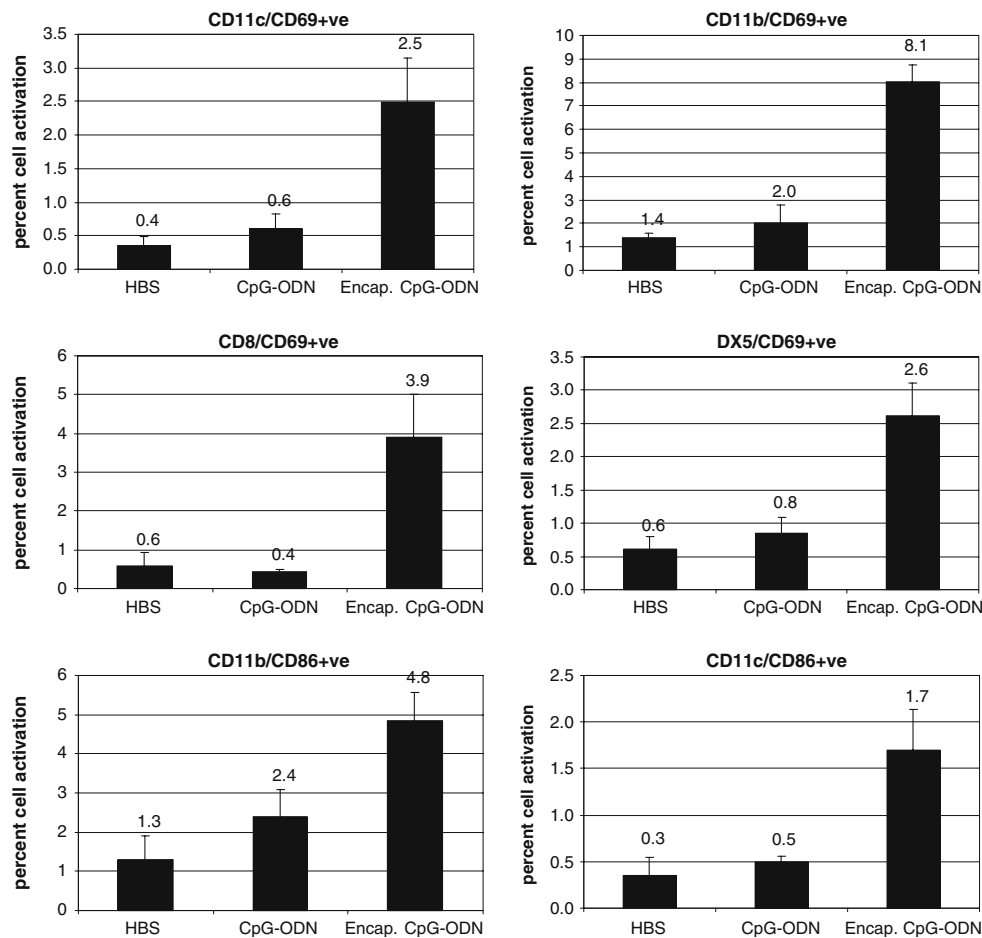 CD11c/CD69+ve
percent cell activation
3.5
3.0
2.5
2.0
1.5
1.0
0.5
0.0
0.4
0.6
2.5
HBS
CpG-ODN
Encap. CpG-ODN
CD11b/CD69+ve
percent cell activation
10
9
8
7
6
5
4
3
2
1
0
1.4
2.0
8.1
HBS
CpG-ODN
Encap. CpG-ODN
CD8/CD69+ve
percent cell activation
6
5
4
3
2
1
0
0.6
0.4
3.9
HBS
CpG-ODN
Encap. CpG-ODN
DX5/CD69+ve
percent cell activation
3.5
3.0
2.5
2.0
1.5
1.0
0.5
0.0
0.6
0.8
2.6
HBS
CpG-ODN
Encap. CpG-ODN
CD11b/CD86+ve
percent cell activation
6
5
4
3
2
1
0
1.3
2.4
4.8
HBS
CpG-ODN
Encap. CpG-ODN
CD11c/CD86+ve
percent cell activation
2.5
2.0
1.5
1.0
0.5
0.0
0.3
0.5
1.7
HBS
CpG-ODN
Encap. CpG-ODN